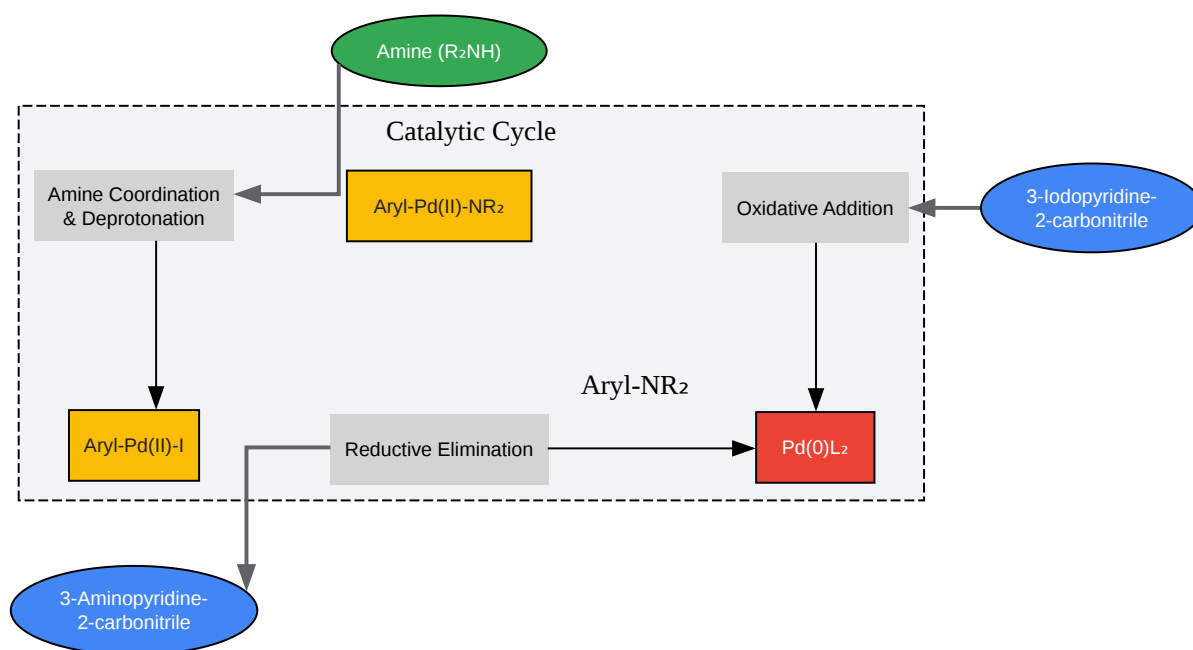 Amine (R₂NH)
Catalytic Cycle
Amine Coordination
& Deprotonation
Aryl-Pd(II)-NR₂
Oxidative Addition
3-Iodopyridine-
2-carbonitrile
Aryl-NR₂
Aryl-Pd(II)-I
Reductive Elimination
Pd(0)L₂
3-Aminopyridine-
2-carbonitrile